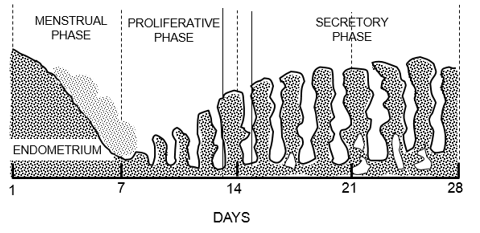 MENSTRUAL
PHASE
PROLIFERATIVE
PHASE
SECRETORY
PHASE
ENDOMETRIUM
1 7 14 21 28
DAYS